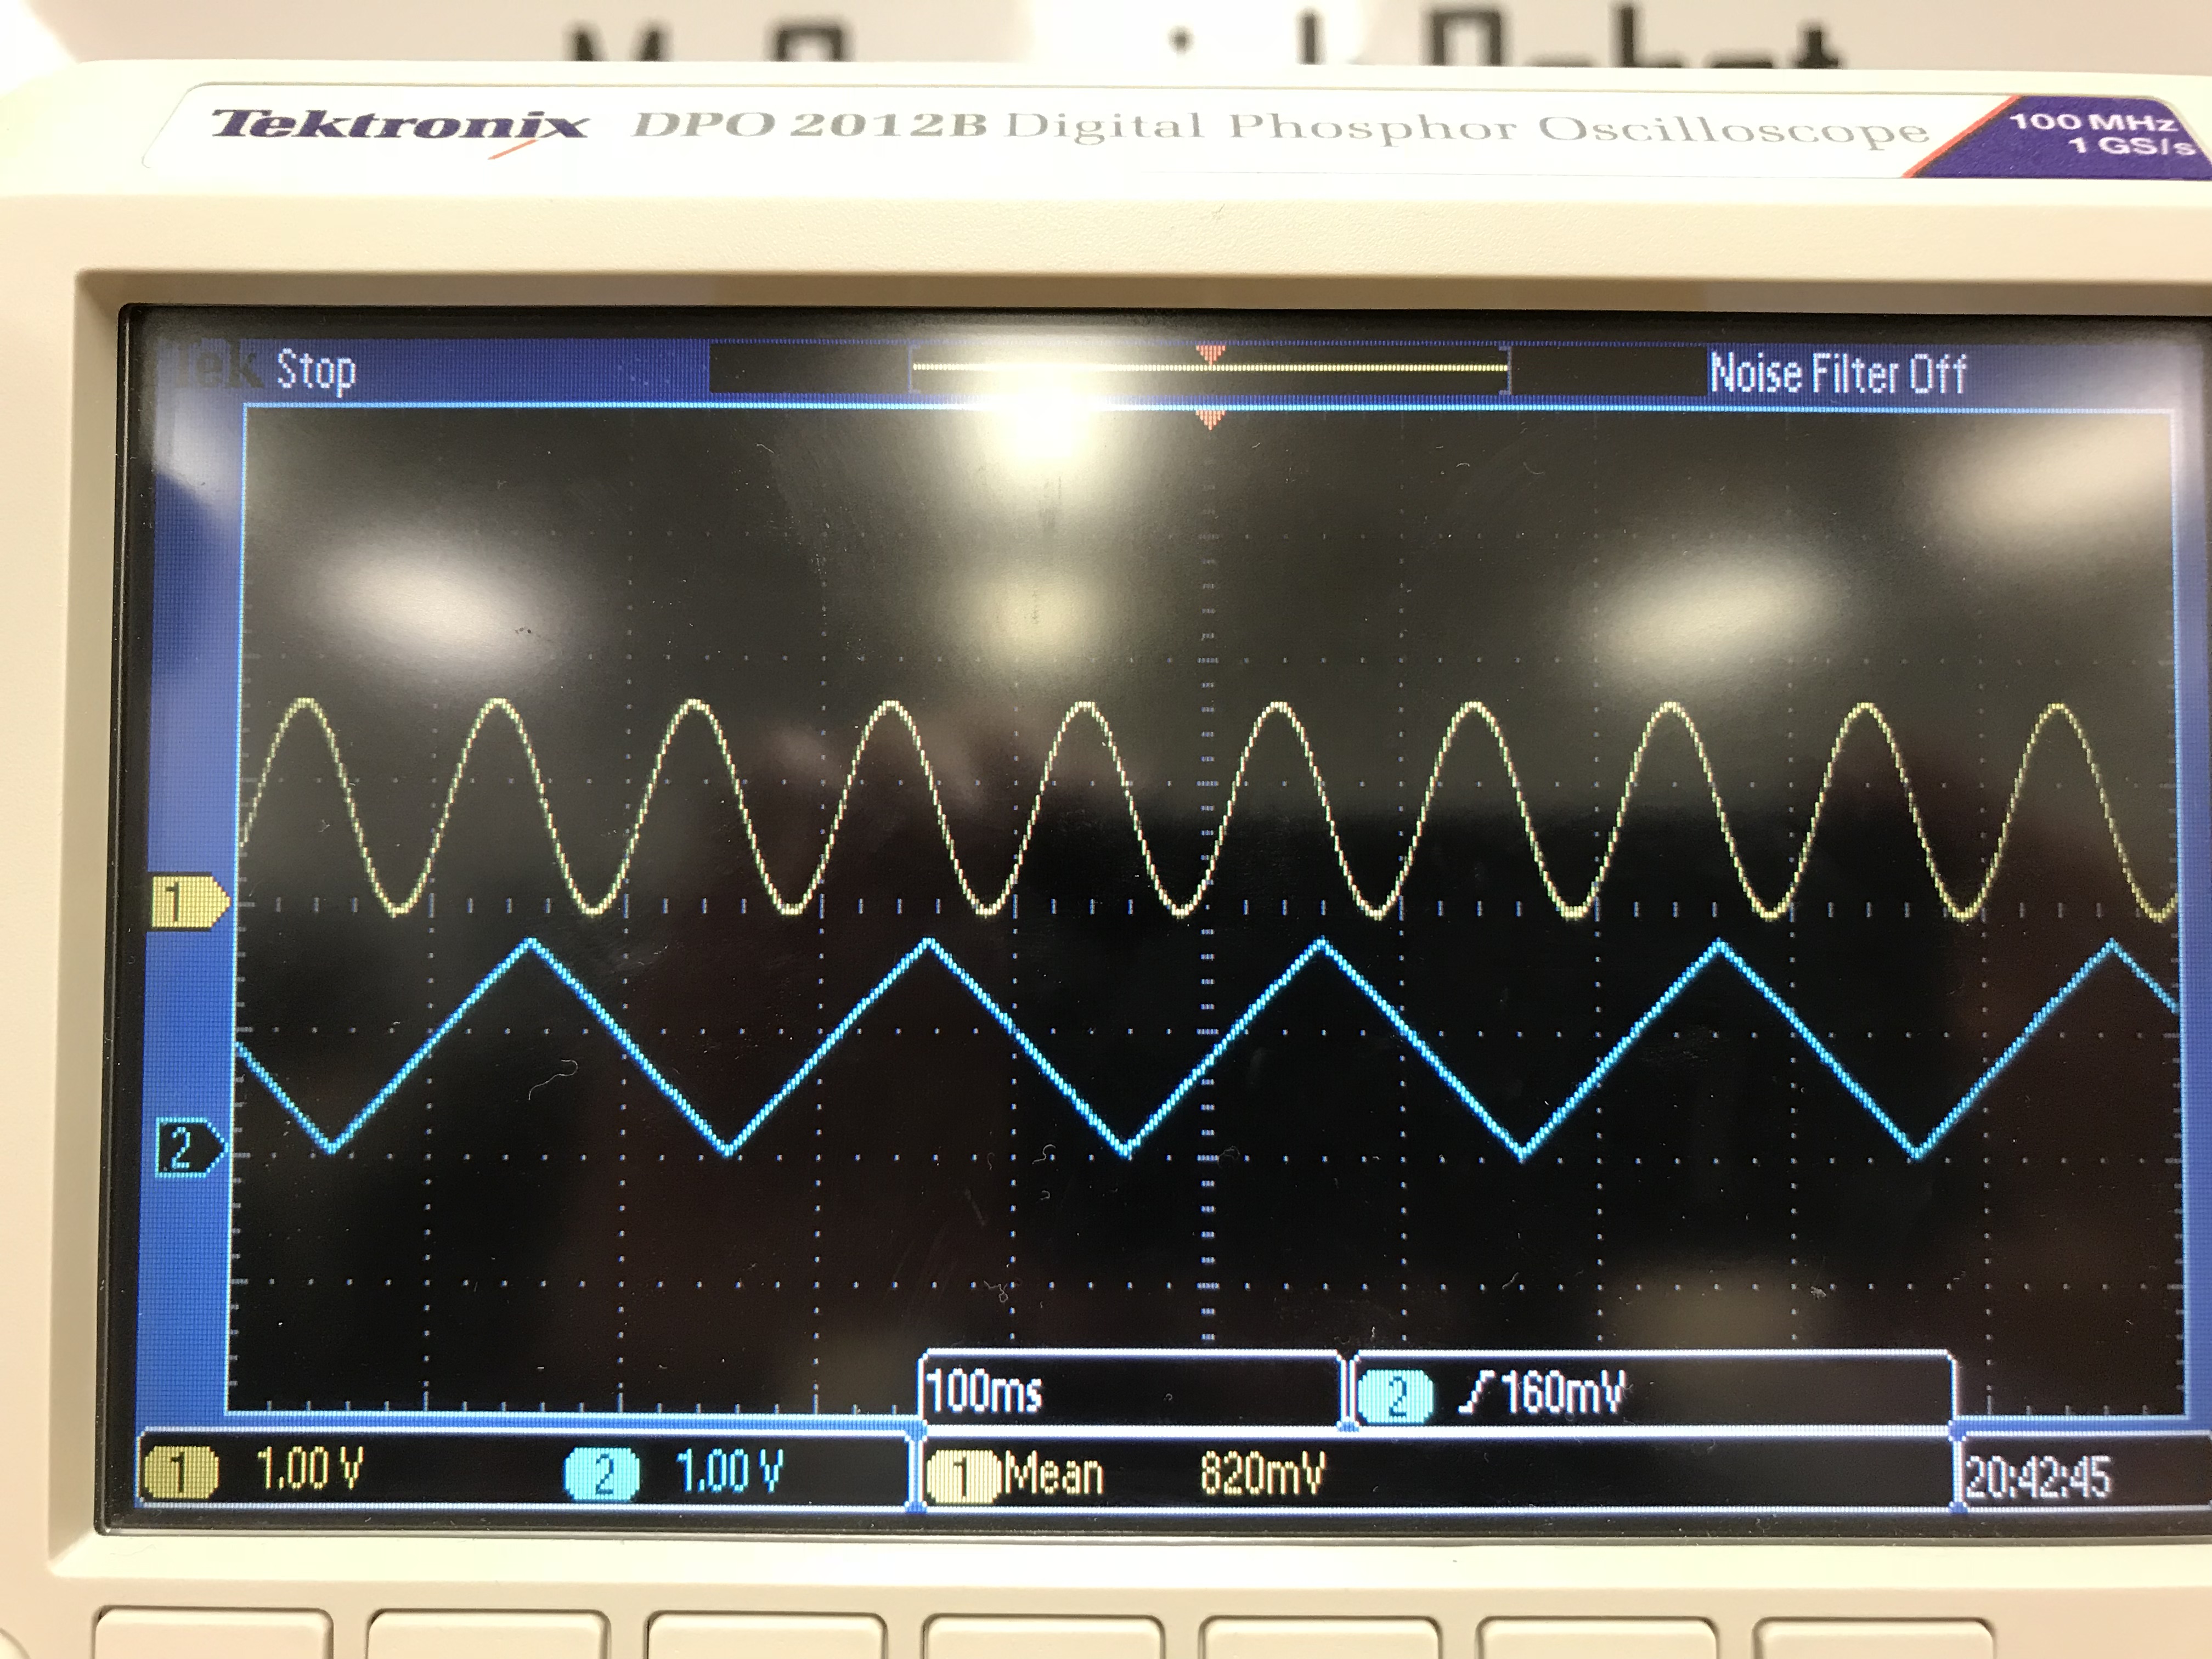 Tektronix DPO 2012B Digital Phosphor Oscilloscope
100 MHz
1 GS/s
Tek Stop
Noise Filter Off
1
2
100ms
2 160mV
1 1.00 V 2 1.00 V
1 Mean 820mV
20:42:45